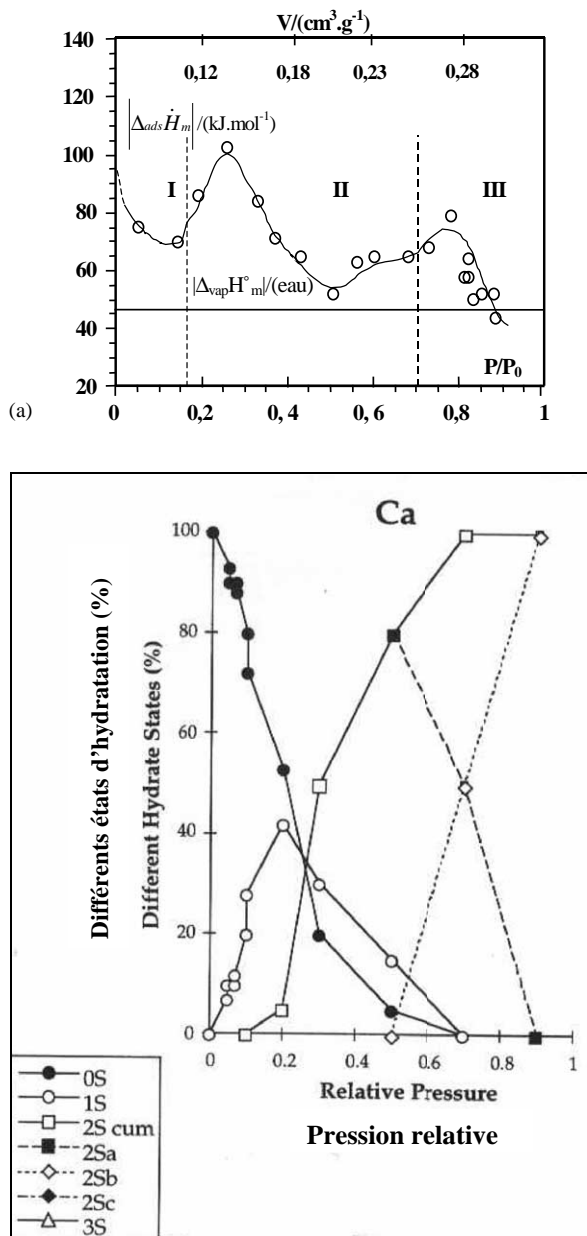 V/(cm³.g⁻¹)
140
120
100
80
60
40
20
0,12
0,18
0,23
0,28
|Δads Ḣm|/(kJ.mol⁻¹)
I
II
III
|ΔvapH°m|/(eau)
P/P₀
(a)
0
0,2
0, 4
0, 6
0,8
1
Ca
Différents états d'hydratation (%)
Different Hydrate States (%)
100
80
60
40
20
0
0
0.2
0.4
0.6
0.8
1
Relative Pressure
Pression relative
0S
1S
2S cum
2Sa
2Sb
2Sc
3S